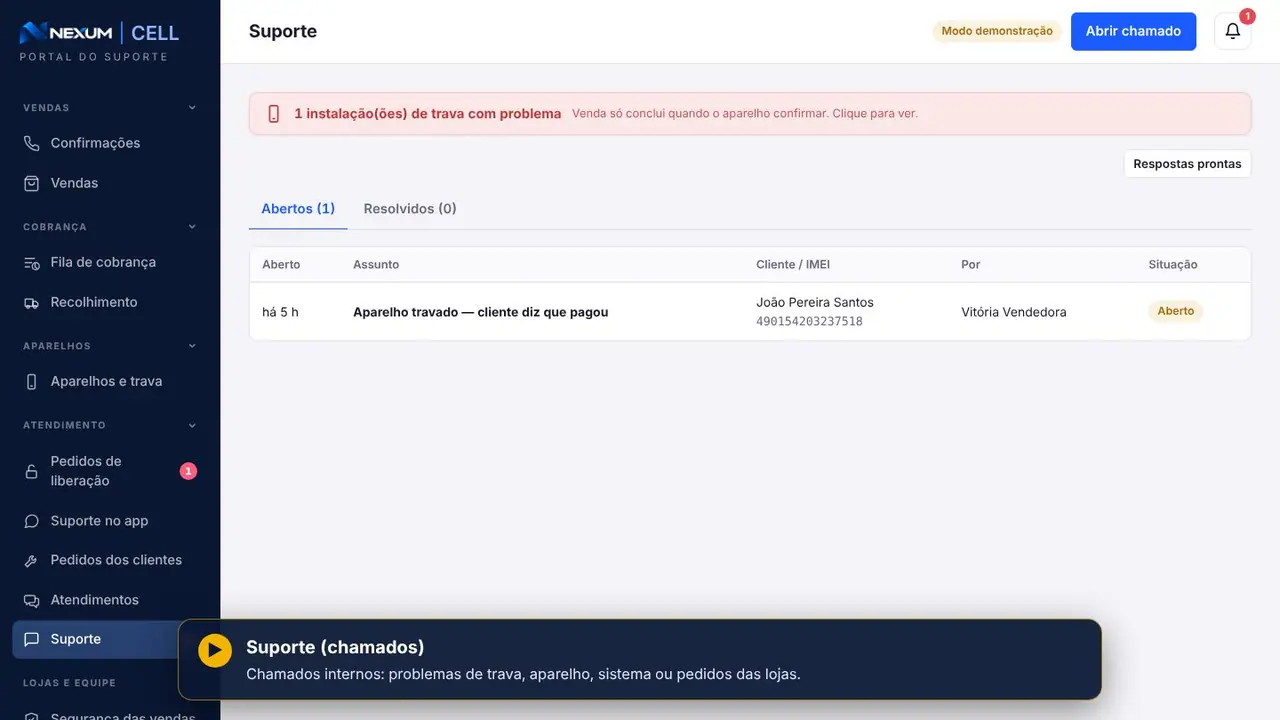 NEXUM | CELL
PORTAL DO SUPORTE
VENDAS
Confirmações
Vendas
COBRANÇA
Fila de cobrança
Recolhimento
APARELHOS
Aparelhos e trava
ATENDIMENTO
Pedidos de
liberação
1
Suporte no app
Pedidos dos clientes
Atendimentos
Suporte
LOJAS E EQUIPE
Segurança das vendas
Suporte
Modo demonstração
Abrir chamado
1
1 instalação(ões) de trava com problema Venda só conclui quando o aparelho confirmar. Clique para ver.
Respostas prontas
Abertos (1) Resolvidos (0)
Aberto Assunto Cliente / IMEI Por Situação
há 5 h Aparelho travado — cliente diz que pagou João Pereira Santos Vitória Vendedora Aberto
490154203237518
Suporte (chamados)
Chamados internos: problemas de trava, aparelho, sistema ou pedidos das lojas.